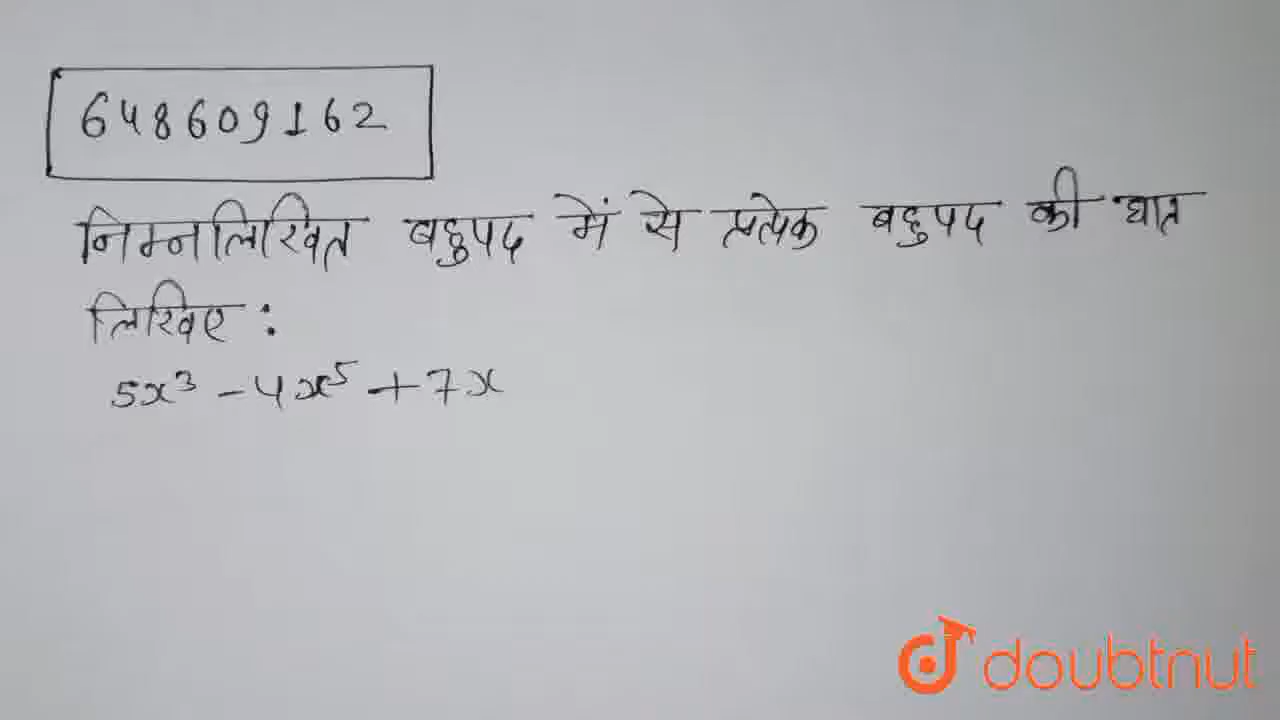 648609162
निम्नलिखित बहुपद में से प्रत्येक बहुपद की घात
लिखिए :
5x³ - 4x⁵ + 7x
doubtnut